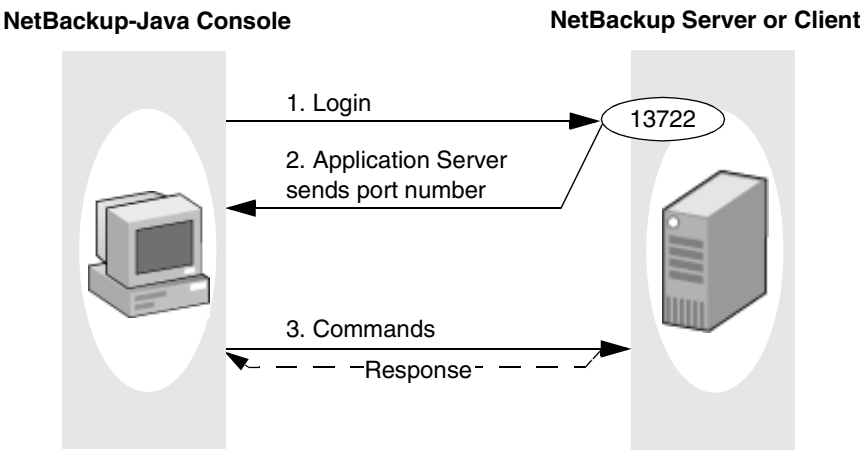 NetBackup-Java Console
NetBackup Server or Client
1. Login
13722
2. Application Server
sends port number
3. Commands
Response